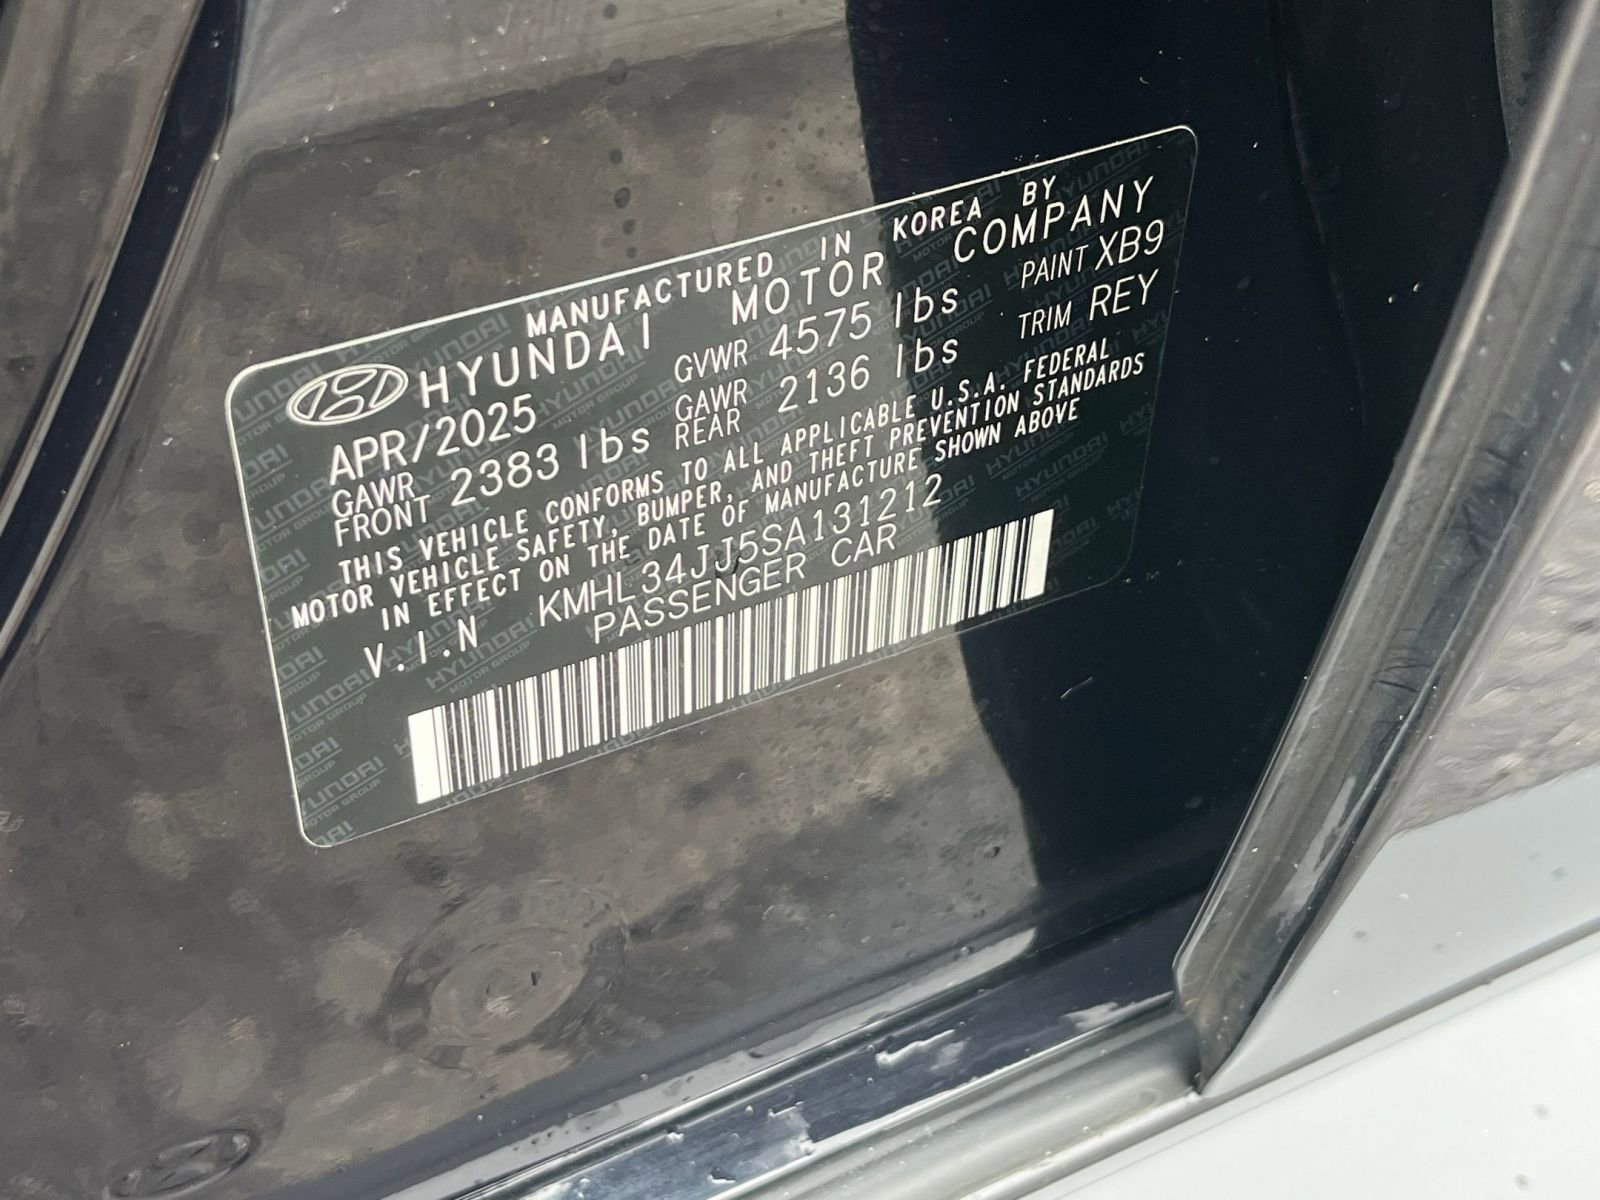 MANUFACTURED IN KOREA BY
HYUNDAI MOTOR COMPANY
APR/2025 GVWR 4575 lbs PAINT XB9
GAWR FRONT 2383 lbs GAWR REAR 2136 lbs TRIM REY
THIS VEHICLE CONFORMS TO ALL APPLICABLE U.S.A. FEDERAL
MOTOR VEHICLE SAFETY, BUMPER, AND THEFT PREVENTION STANDARDS
IN EFFECT ON THE DATE OF MANUFACTURE SHOWN ABOVE
V.I.N KMHL34JJ5SA131212
PASSENGER CAR